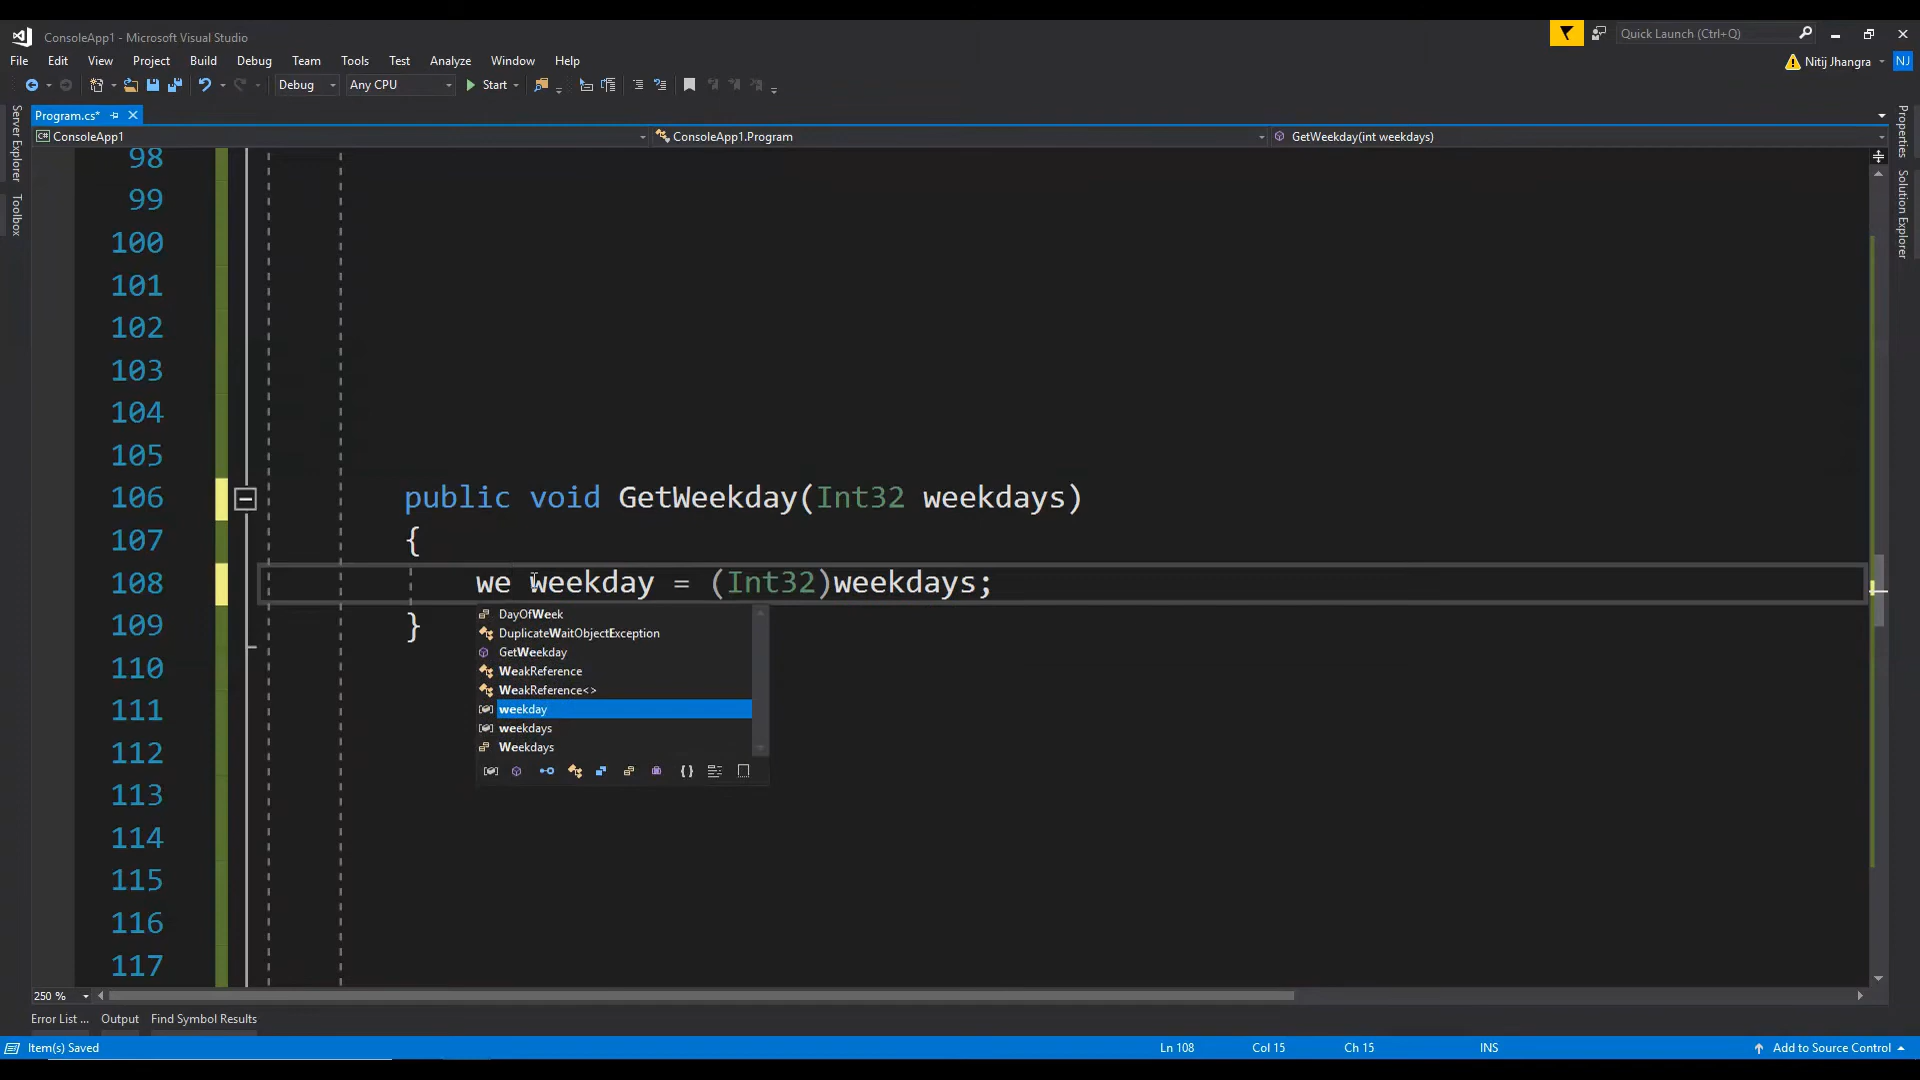 ConsoleApp1 - Microsoft Visual Studio
Quick Launch (Ctrl+Q)
File Edit View Project Build Debug Team Tools Test Analyze Window Help
Nitij Jhangra NJ
Debug Any CPU Start
Program.cs*
C# ConsoleApp1 ConsoleApp1.Program GetWeekday(int weekdays)
Server Explorer
Toolbox
Properties
Solution Explorer
98
99
100
101
102
103
104
105
106 public void GetWeekday(Int32 weekdays)
107 {
108 we weekday = (Int32)weekdays;
DayOfWeek
109 }
DuplicateWaitObjectException
GetWeekday
110
WeakReference
WeakReference<>
111 weekday
weekdays
112 Weekdays
113
114
115
116
117
250 %
Error List ... Output Find Symbol Results
Item(s) Saved Ln 108 Col 15 Ch 15 INS Add to Source Control